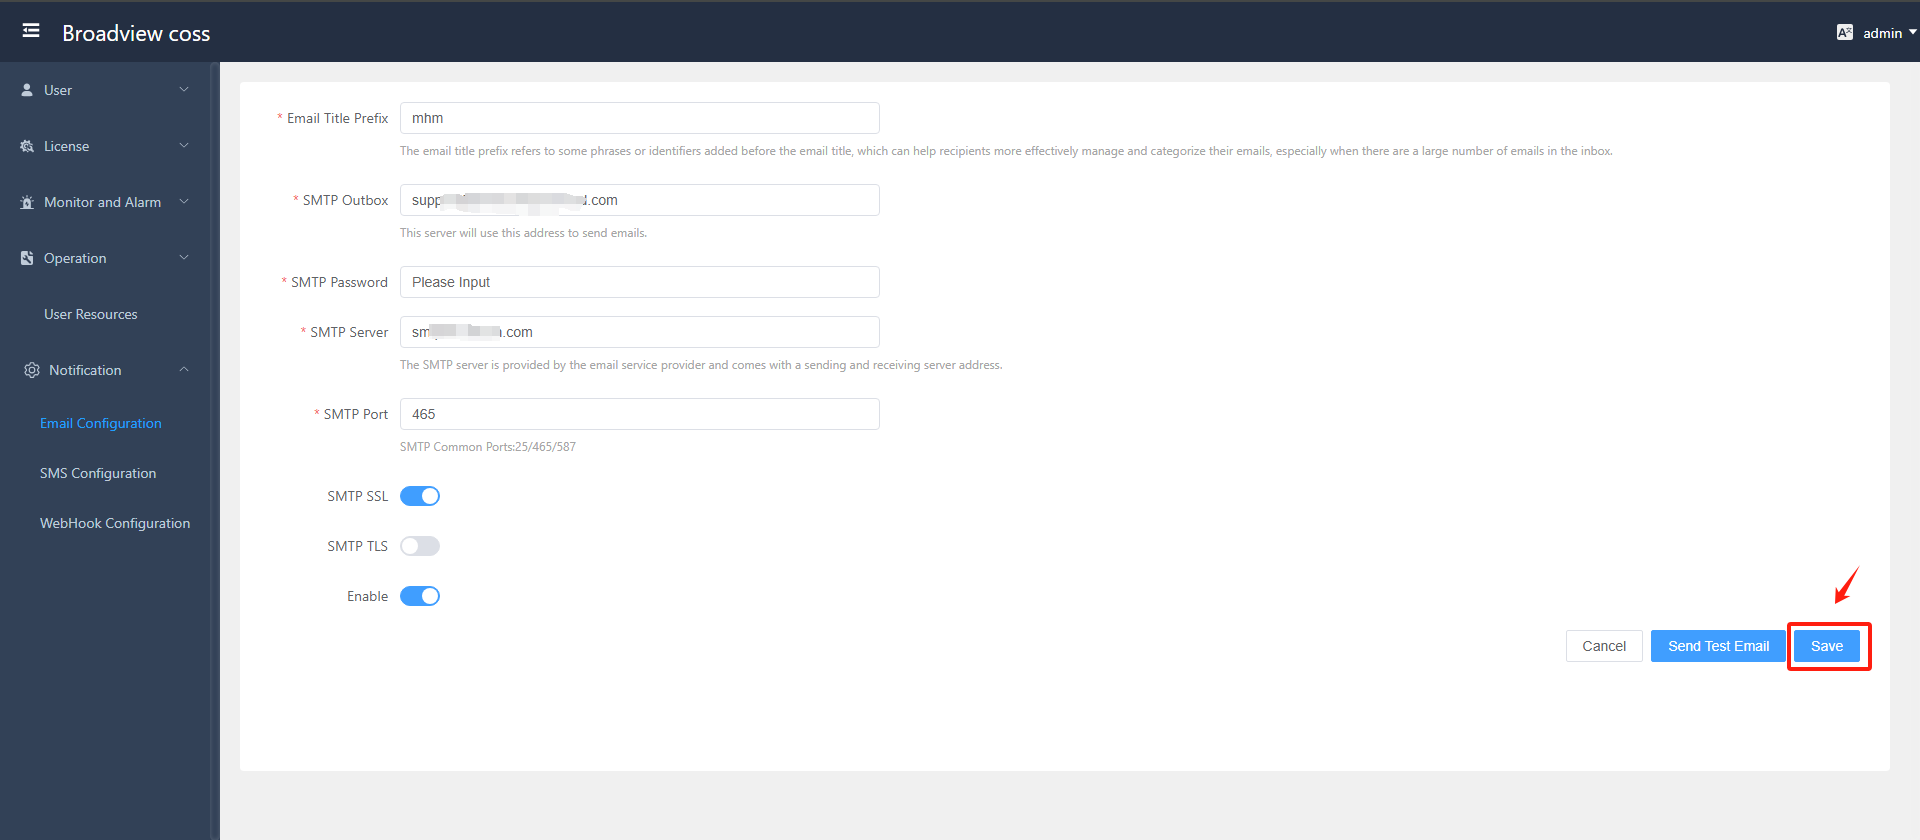 Broadview coss
admin
User
License
Monitor and Alarm
Operation
User Resources
Notification
Email Configuration
SMS Configuration
WebHook Configuration
* Email Title Prefix
mhm
The email title prefix refers to some phrases or identifiers added before the email title, which can help recipients more effectively manage and categorize their emails, especially when there are a large number of emails in the inbox.
* SMTP Outbox
.com
This server will use this address to send emails.
* SMTP Password
Please Input
* SMTP Server
.com
The SMTP server is provided by the email service provider and comes with a sending and receiving server address.
* SMTP Port
465
SMTP Common Ports:25/465/587
SMTP SSL
SMTP TLS
Enable
Cancel
Send Test Email
Save